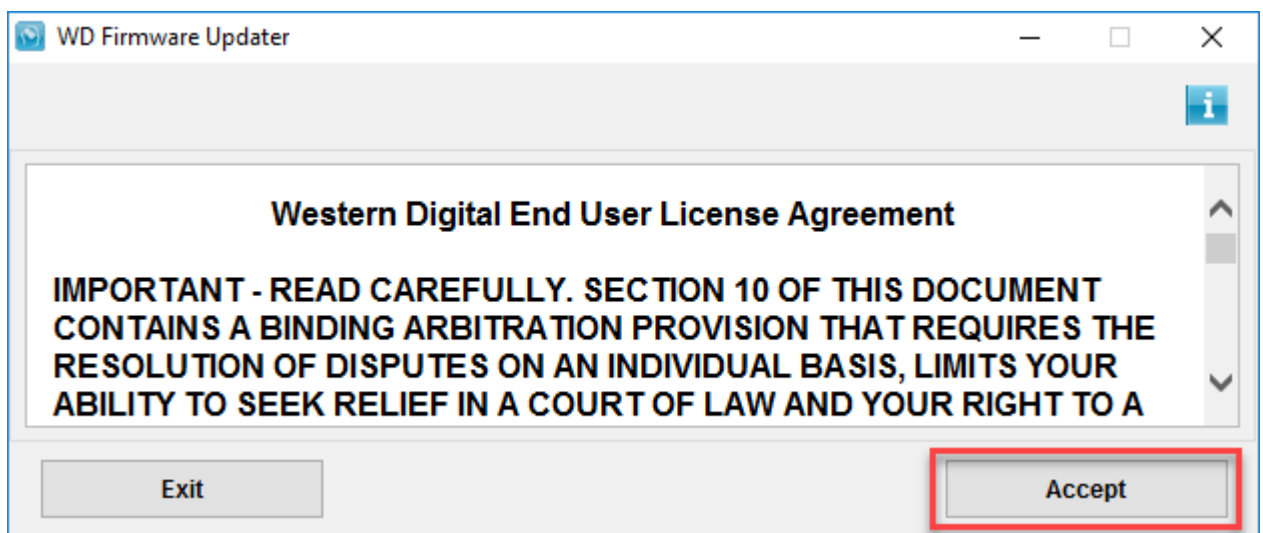 WD Firmware Updater
i
Western Digital End User License Agreement
IMPORTANT - READ CAREFULLY. SECTION 10 OF THIS DOCUMENT
CONTAINS A BINDING ARBITRATION PROVISION THAT REQUIRES THE
RESOLUTION OF DISPUTES ON AN INDIVIDUAL BASIS, LIMITS YOUR
ABILITY TO SEEK RELIEF IN A COURT OF LAW AND YOUR RIGHT TO A
Exit
Accept